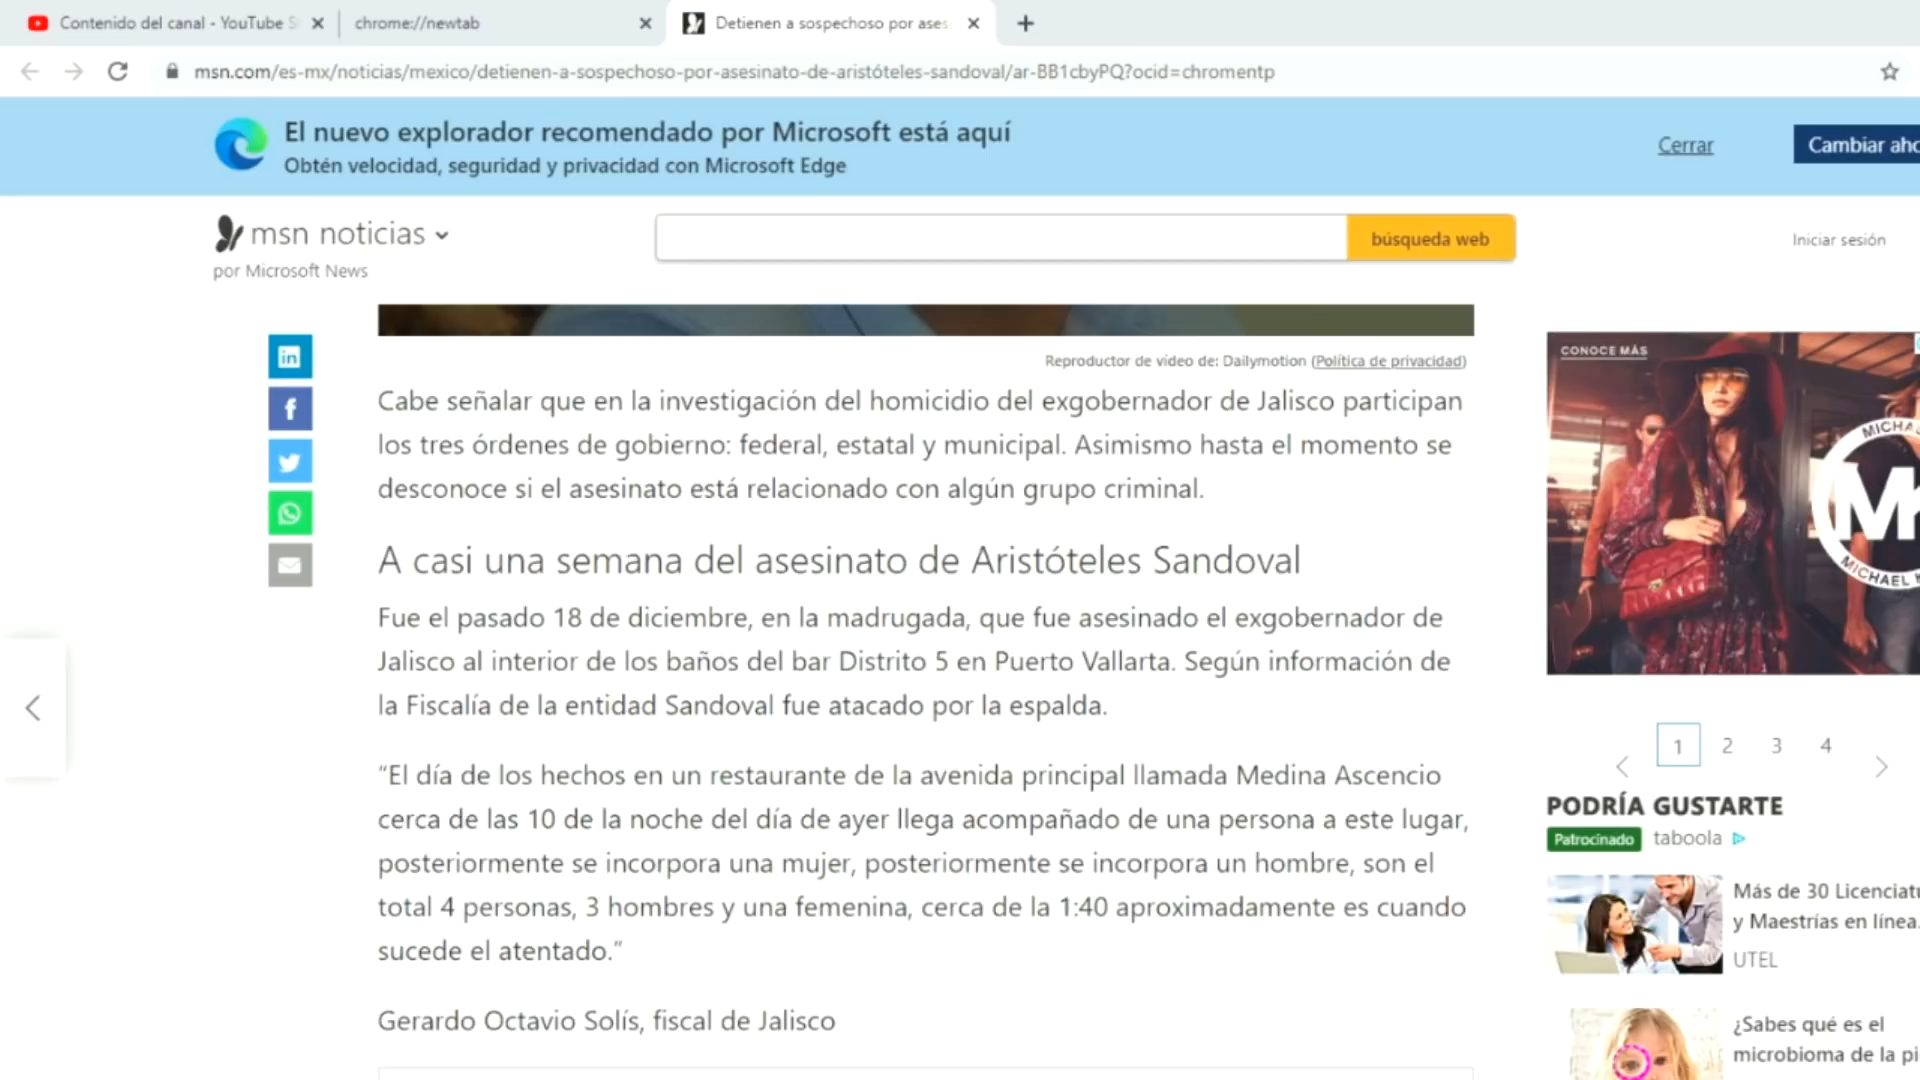 Contenido del canal - YouTube S
chrome://newtab
Detienen a sospechoso por ases
msn.com/es-mx/noticias/mexico/detienen-a-sospechoso-por-asesinato-de-aristóteles-sandoval/ar-BB1cbyPQ?ocid=chromentp
El nuevo explorador recomendado por Microsoft está aquí
Obtén velocidad, seguridad y privacidad con Microsoft Edge
Cerrar
Cambiar aho
msn noticias
por Microsoft News
búsqueda web
Iniciar sesión
Reproductor de vídeo de: Dailymotion (Política de privacidad)
Cabe señalar que en la investigación del homicidio del exgobernador de Jalisco participan
los tres órdenes de gobierno: federal, estatal y municipal. Asimismo hasta el momento se
desconoce si el asesinato está relacionado con algún grupo criminal.
A casi una semana del asesinato de Aristóteles Sandoval
Fue el pasado 18 de diciembre, en la madrugada, que fue asesinado el exgobernador de
Jalisco al interior de los baños del bar Distrito 5 en Puerto Vallarta. Según información de
la Fiscalía de la entidad Sandoval fue atacado por la espalda.
“El día de los hechos en un restaurante de la avenida principal llamada Medina Ascencio
cerca de las 10 de la noche del día de ayer llega acompañado de una persona a este lugar,
posteriormente se incorpora una mujer, posteriormente se incorpora un hombre, son el
total 4 personas, 3 hombres y una femenina, cerca de la 1:40 aproximadamente es cuando
sucede el atentado.”
Gerardo Octavio Solís, fiscal de Jalisco
CONOCE MÁS
MICHA
MK
MICHAEL K
1 2 3 4
PODRÍA GUSTARTE
Patrocinado taboola
Más de 30 Licenciatu
y Maestrías en línea.
UTEL
¿Sabes qué es el
microbioma de la pi